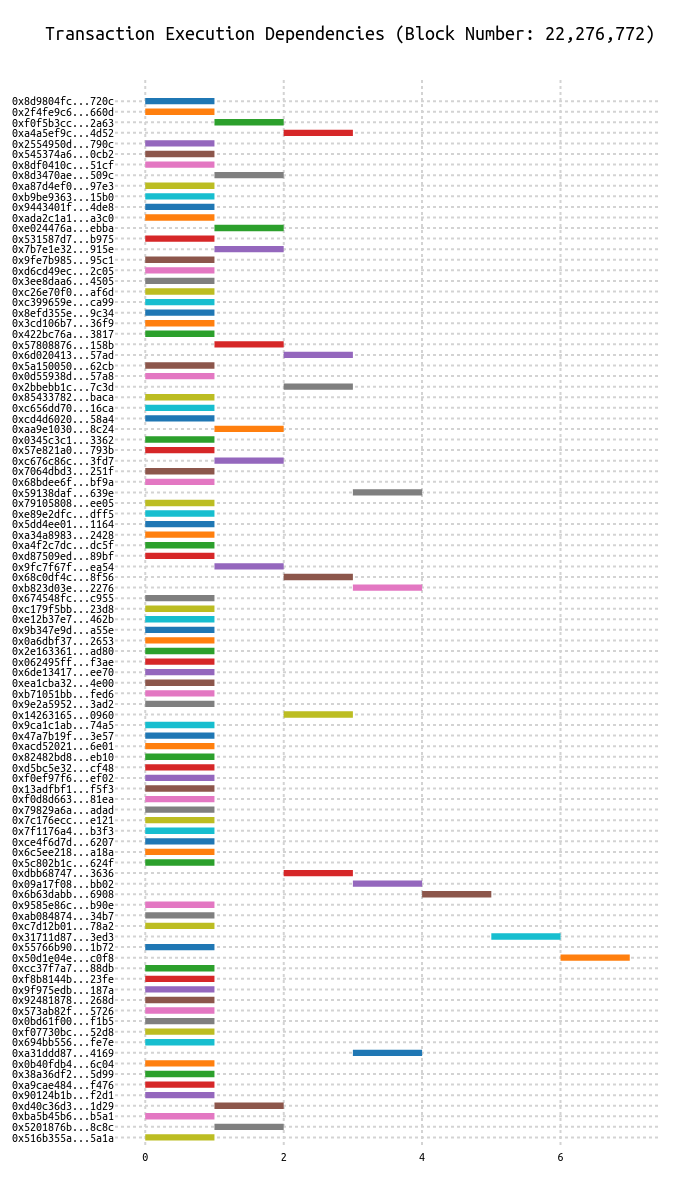 Transaction Execution Dependencies (Block Number: 22,276,772)
0x8d9804fc...720c
0x2f4fe9c6...660d
0xf0f5b3cc...2a63
0xa4a5ef9c...4d52
0x2554950d...790c
0x545374a6...0cb2
0x8df0410c...51cf
0x8d3470ae...509c
0xa87d4ef0...97e3
0xb9be9363...15b0
0x9443401f...4de8
0xada2c1a1...a3c0
0xe024476a...ebba
0x531587d7...b975
0x7b7e1e32...915e
0x9fe7b985...95c1
0xd6cd49ec...2c05
0x3ee8daa6...4505
0xc26e70f0...af6d
0xc399659e...ca99
0x8efd355e...9c34
0x3cd106b7...36f9
0x422bc76a...3817
0x57808876...158b
0x6d020413...57ad
0x5a150050...62cb
0x0d55938d...57a8
0x2bbebb1c...7c3d
0x85433782...baca
0xc656dd70...16ca
0xcd4d6020...58a4
0xaa9e1030...8c24
0x0345c3c1...3362
0x57e821a0...793b
0xc676c86c...3fd7
0x7064dbd3...251f
0x68bdee6f...bf9a
0x59138daf...639e
0x79105808...ee05
0xe89e2dfc...dff5
0x5dd4ee01...1164
0xa34a8983...2428
0xa4f2c7dc...dc5f
0xd87509ed...89bf
0x9fc7f67f...ea54
0x68c0df4c...8f56
0xb823d03e...2276
0x674548fc...c955
0xc179f5bb...23d8
0xe12b37e7...462b
0x9b347e9d...a55e
0x0a6dbf37...2653
0x2e163361...ad80
0x062495ff...f3ae
0x6de13417...ee70
0xea1cba32...4e00
0xb71051bb...fed6
0x9e2a5952...3ad2
0x14263165...0960
0x9ca1c1ab...74a5
0x47a7b19f...3e57
0xacd52021...6e01
0x82482bd8...eb10
0xd5bc5e32...cf48
0xf0ef97f6...ef02
0x13adfbf1...f5f3
0xf0d8d663...81ea
0x79829a6a...adad
0x7c176ecc...e121
0x7f1176a4...b3f3
0xce4f6d7d...6207
0x6c5ee218...a18a
0x5c802b1c...624f
0xdbb68747...3636
0x09a17f08...bb02
0x6b63dabb...6908
0x9585e86c...b90e
0xab084874...34b7
0xc7d12b01...78a2
0x31711d87...3ed3
0x55766b90...1b72
0x50d1e04e...c0f8
0xcc37f7a7...88db
0xf8b8144b...23fe
0x9f975edb...187a
0x92481878...268d
0x573ab82f...5726
0x0bd61f00...f1b5
0xf07730bc...52d8
0x694bb556...fe7e
0xa31ddd87...4169
0x0b40fdb4...6c04
0x38a36df2...5d99
0xa9cae484...f476
0x90124b1b...f2d1
0xd40c36d3...1d29
0xba5b45b6...b5a1
0x5201876b...8c8c
0x516b355a...5a1a
0 2 4 6